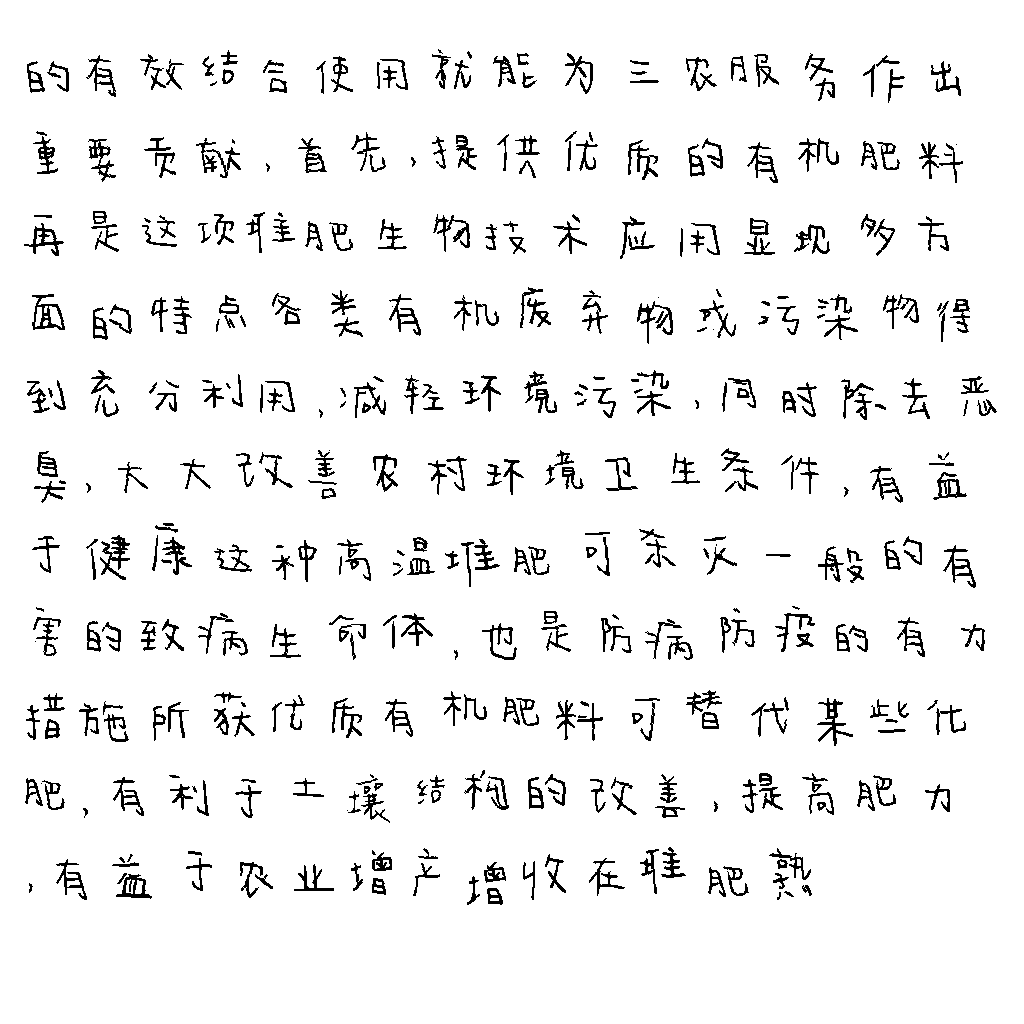 的有效结合使用就能为三农服务作出
重要贡献,首先,提供优质的有机肥料
再是这项堆肥生物技术应用显现多方
面的特点各类有机废弃物或污染物得
到充分利用,减轻环境污染,同时除去恶
臭,大大改善农村环境卫生条件,有益
于健康这种高温堆肥可杀灭一般的有
害的致病生命体,也是防病防疫的有力
措施所获优质有机肥料可替代某些化
肥,有利于土壤结构的改善,提高肥力
,有益于农业增产增收在堆肥熟